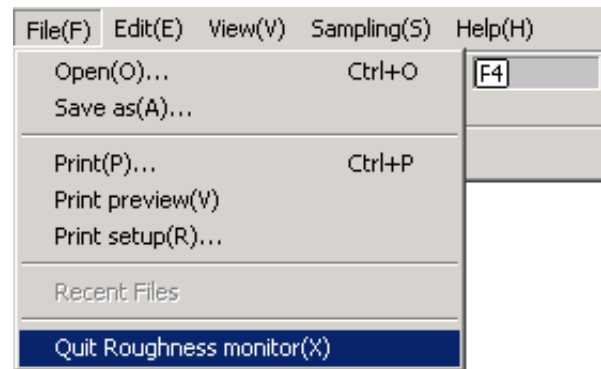 File(F) Edit(E) View(V) Sampling(S) Help(H)
Open(O)... Ctrl+O
F4
Save as(A)...
Print(P)... Ctrl+P
Print preview(V)
Print setup(R)...
Recent Files
Quit Roughness monitor(X)